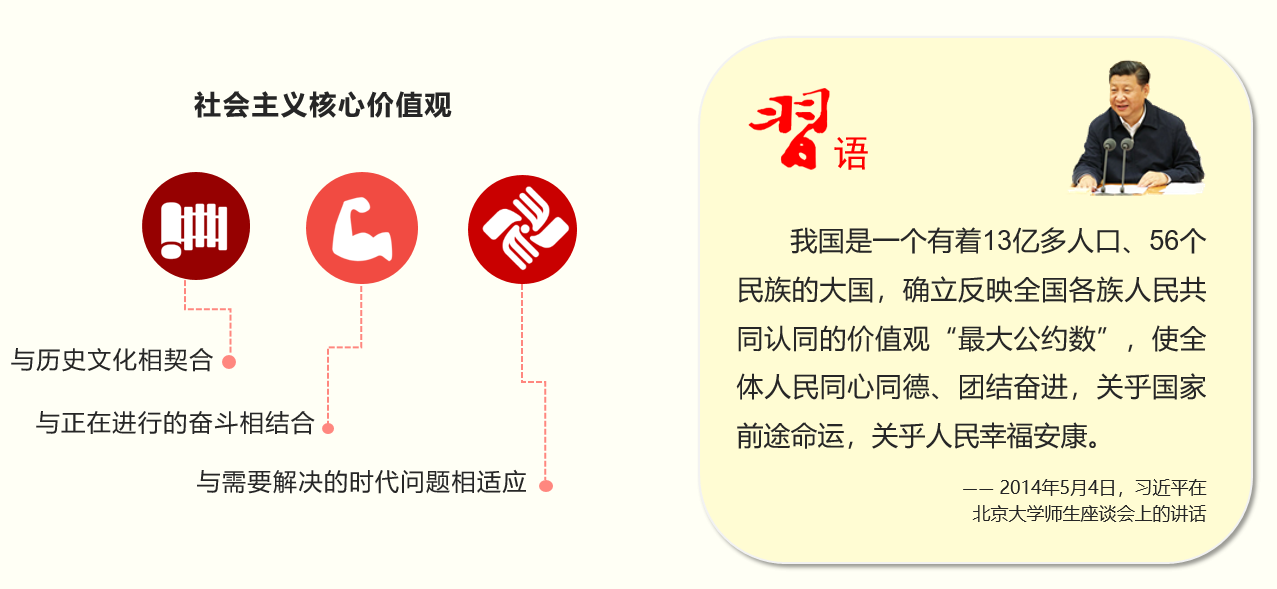 社会主义核心价值观
与历史文化相契合
与正在进行的奋斗相结合
与需要解决的时代问题相适应
習语
我国是一个有着13亿多人口、56个
民族的大国，确立反映全国各族人民共
同认同的价值观“最大公约数”，使全
体人民同心同德、团结奋进，关乎国家
前途命运，关乎人民幸福安康。
—— 2014年5月4日，习近平在
北京大学师生座谈会上的讲话